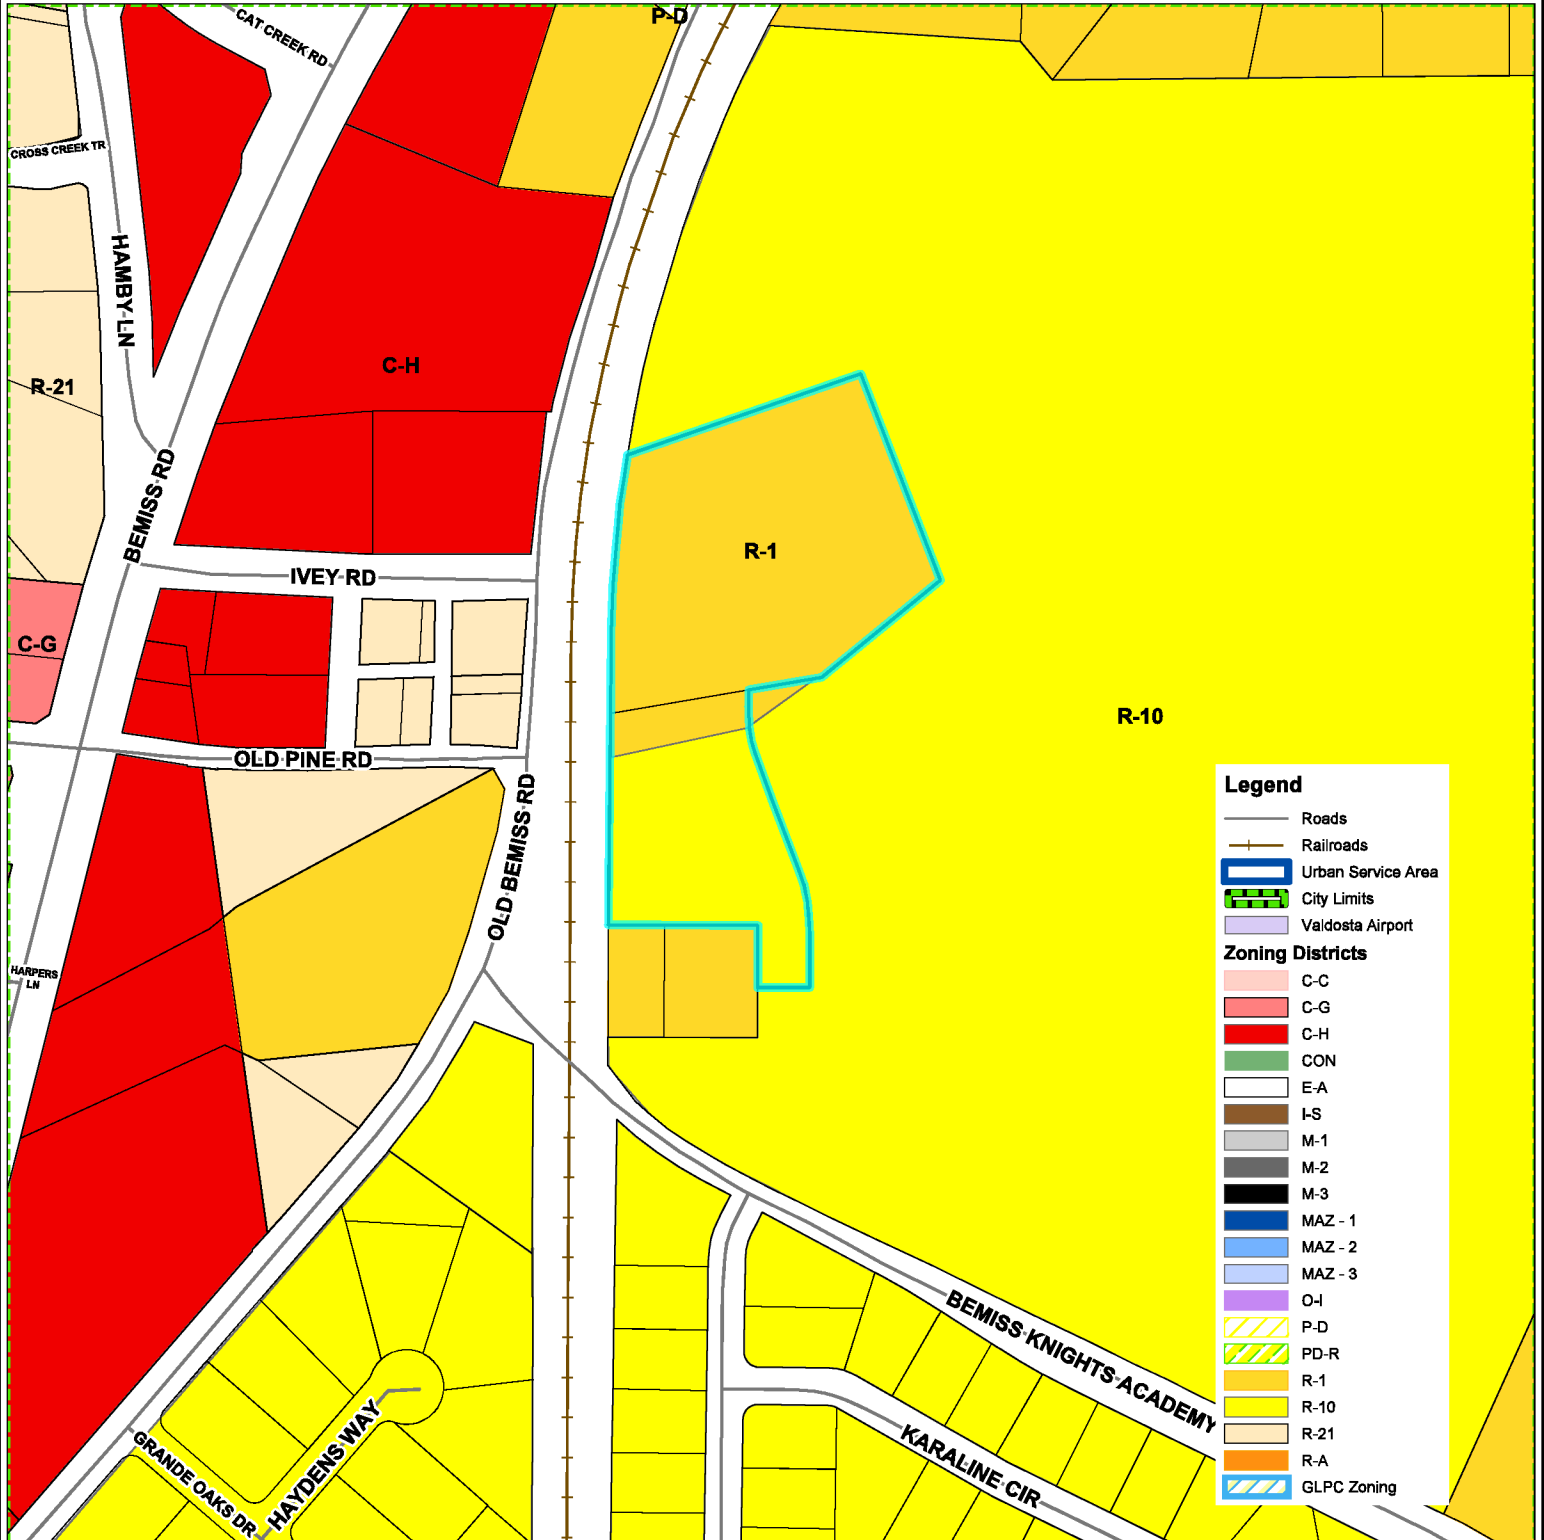 P-D
CAT CREEK RD
CROSS CREEK TR
HAMBY LN
C-H
R-21
BEMISS RD
R-1
IVEY RD
C-G
R-10
OLD PINE RD
OLD BEMISS RD
HARPERS
LN
BEMISS KNIGHTS ACADEMY
KARALINE CIR
HAYDENS WAY
GRANDE OAKS DR
Legend
Roads
Railroads
Urban Service Area
City Limits
Valdosta Airport
Zoning Districts
C-C
C-G
C-H
CON
E-A
I-S
M-1
M-2
M-3
MAZ - 1
MAZ - 2
MAZ - 3
O-I
P-D
PD-R
R-1
R-10
R-21
R-A
GLPC Zoning